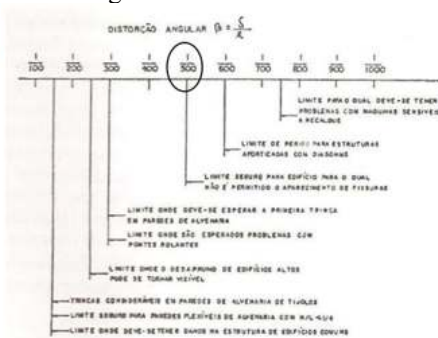 DISTORÇÃO ANGULAR β = δ/ℓ
1/100 1/200 1/300 1/400 1/500 1/600 1/700 1/800 1/900 1/1000
LIMITE PARA O QUAL DEVE-SE TEMER
PROBLEMAS COM MAQUINAS SENSIVEIS
A RECALQUE
LIMITE DE PERIGO PARA ESTRUTURAS
APORTICADAS COM DIAGONAIS
LIMITE SEGURO PARA EDIFÍCIO PARA O QUAL
NÃO É PERMITIDO O APARECIMENTO DE FISSURAS
LIMITE ONDE DEVE-SE ESPERAR A PRIMEIRA TRINCA
EM PAREDES DE ALVENARIA
LIMITE ONDE SÃO ESPERADOS PROBLEMAS COM
PONTES ROLANTES
LIMITE ONDE O DESAPRUMO DE EDIFÍCIOS ALTOS
PODE SE TORNAR VISÍVEL
TRINCAS CONSIDERÁVEIS EM PAREDES DE ALVENARIA DE TIJOLOS
LIMITE SEGURO PARA PAREDES FLEXÍVEIS DE ALVENARIA COM
LIMITE ONDE DEVE-SE TEMER DANOS NA ESTRUTURA DE EDIFÍCIOS COMUNS